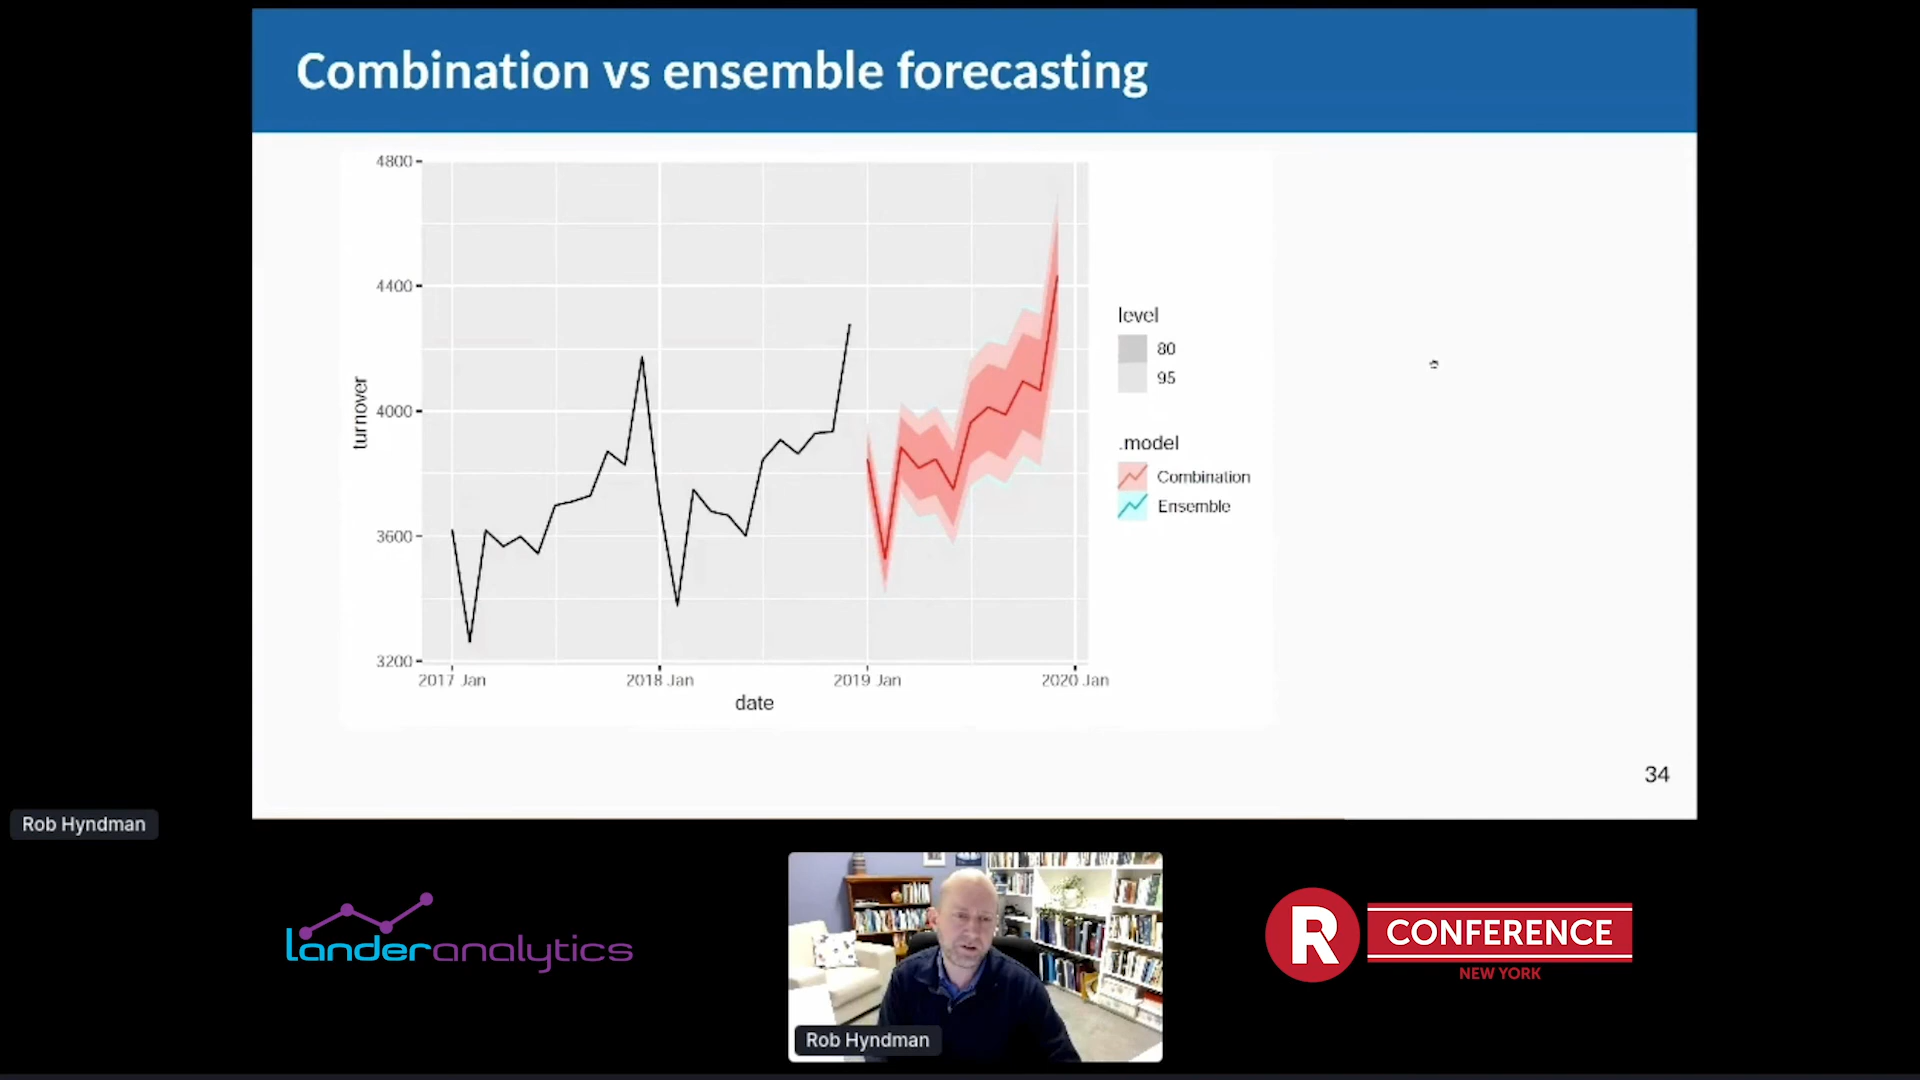 Combination vs ensemble forecasting
4800
4400
4000
3600
3200
turnover
2017 Jan
2018 Jan
2019 Jan
2020 Jan
date
level
80
95
.model
Combination
Ensemble
34
Rob Hyndman
landeranalytics
Rob Hyndman
R CONFERENCE
NEW YORK